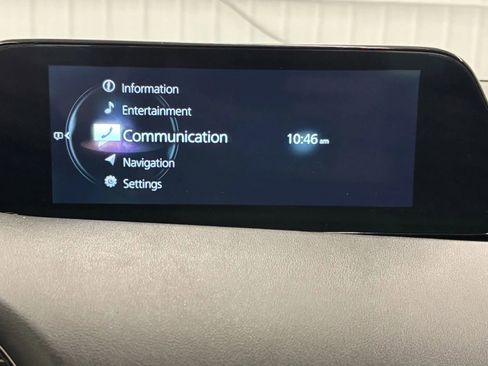 Information
Entertainment
Communication
10:46 am
Navigation
Settings